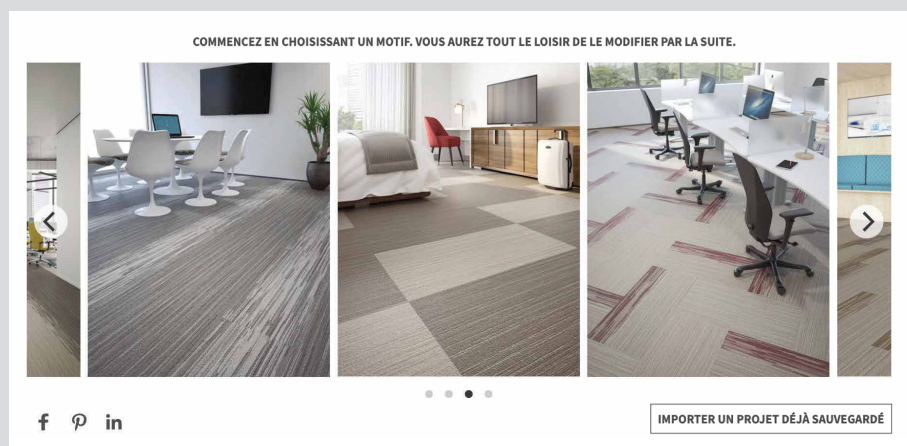 COMMENCEZ EN CHOISISSANT UN MOTIF. VOUS AUREZ TOUT LE LOISIR DE LE MODIFIER PAR LA SUITE.
IMPORTER UN PROJET DÉJÀ SAUVEGARDÉ